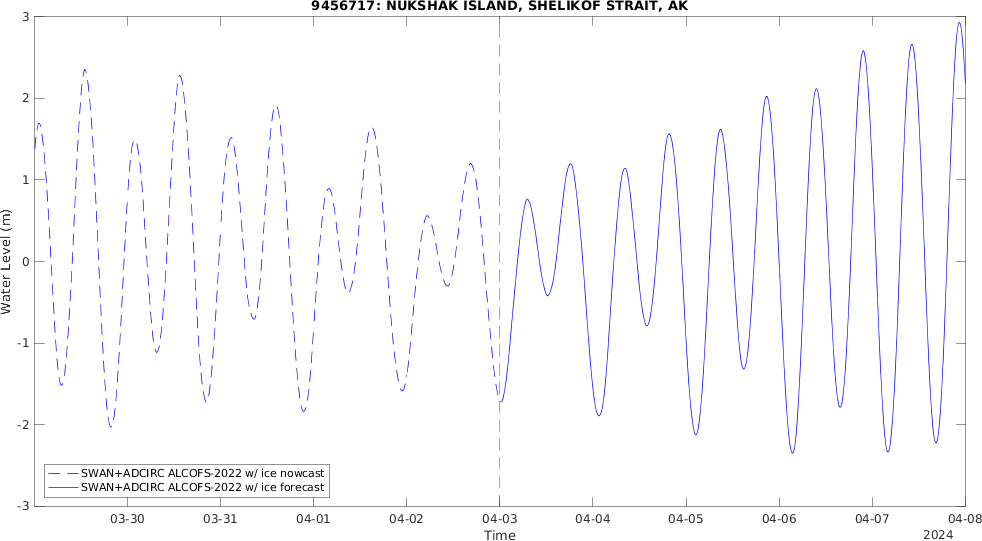 9456717: NUKSHAK ISLAND, SHELIKOF STRAIT, AK
3
2
1
0
-1
-2
-3
Water Level (m)
SWAN+ADCIRC ALCOFS-2022 w/ ice nowcast
SWAN+ADCIRC ALCOFS-2022 w/ ice forecast
03-30 03-31 04-01 04-02 04-03 04-04 04-05 04-06 04-07 04-08
Time
2024